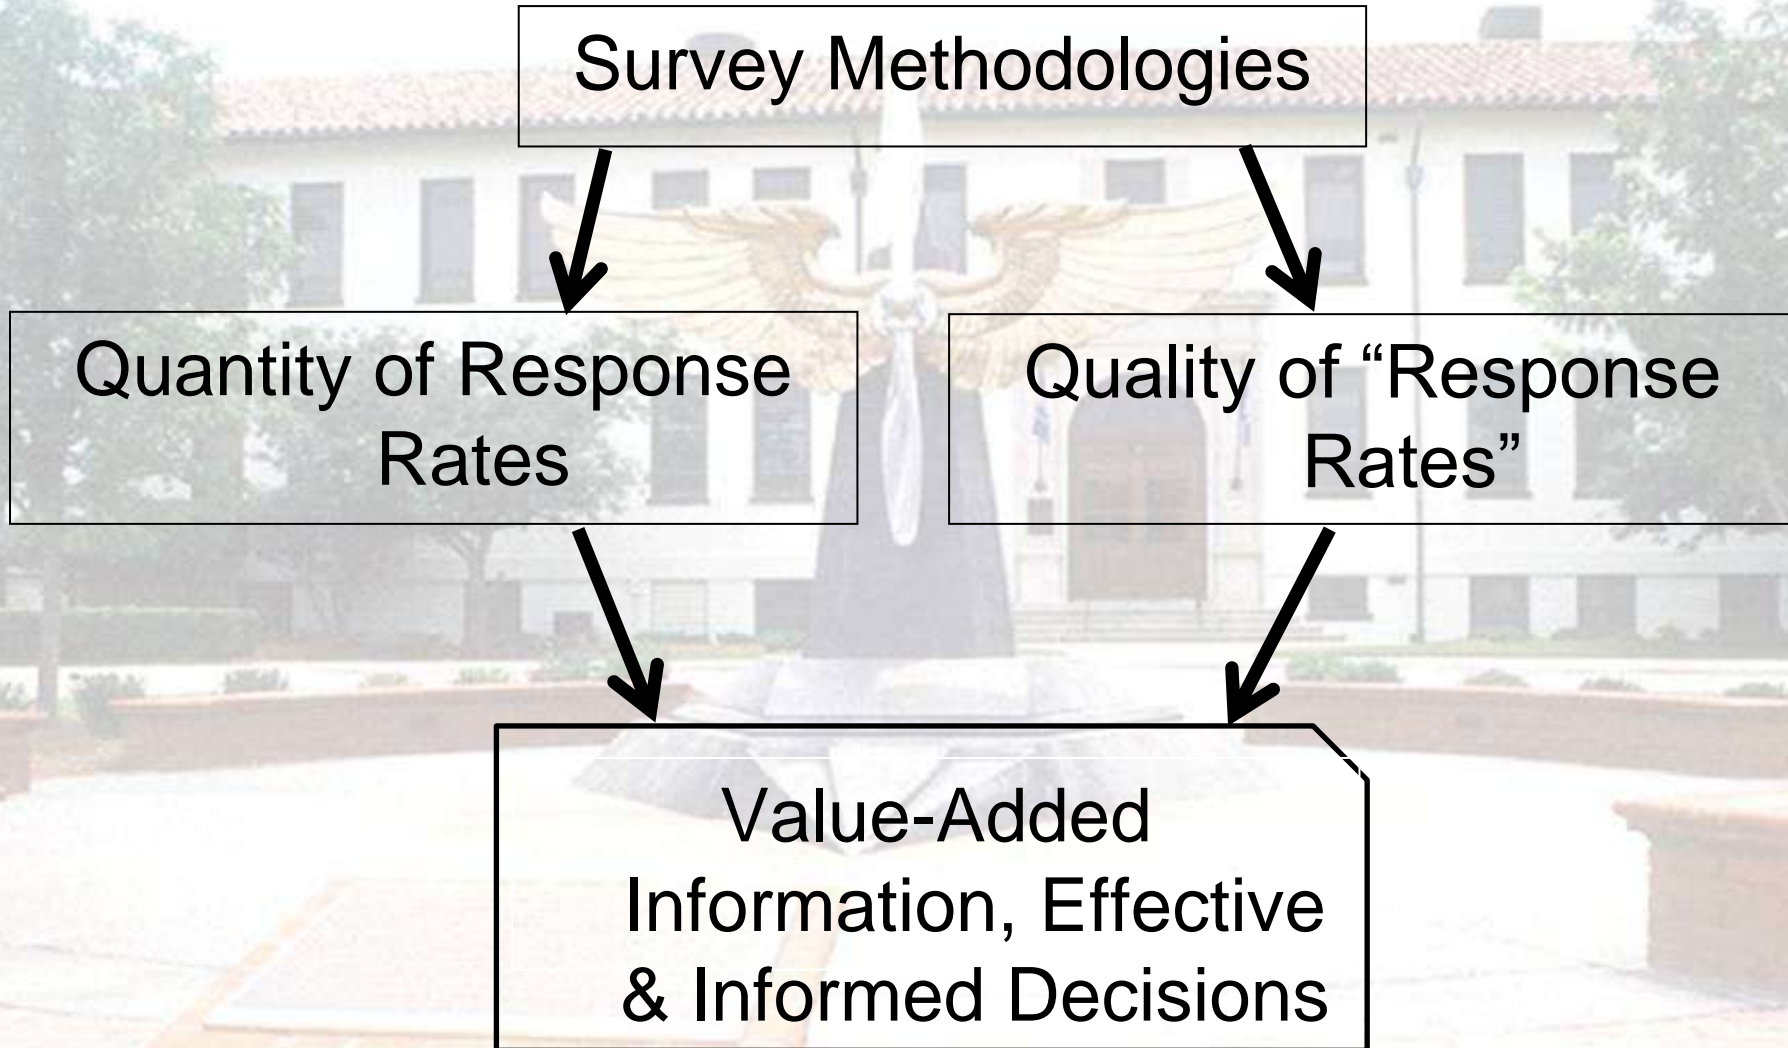 Survey Methodologies
Quantity of Response
Rates
Quality of “Response
Rates”
Value-Added
Information, Effective
& Informed Decisions